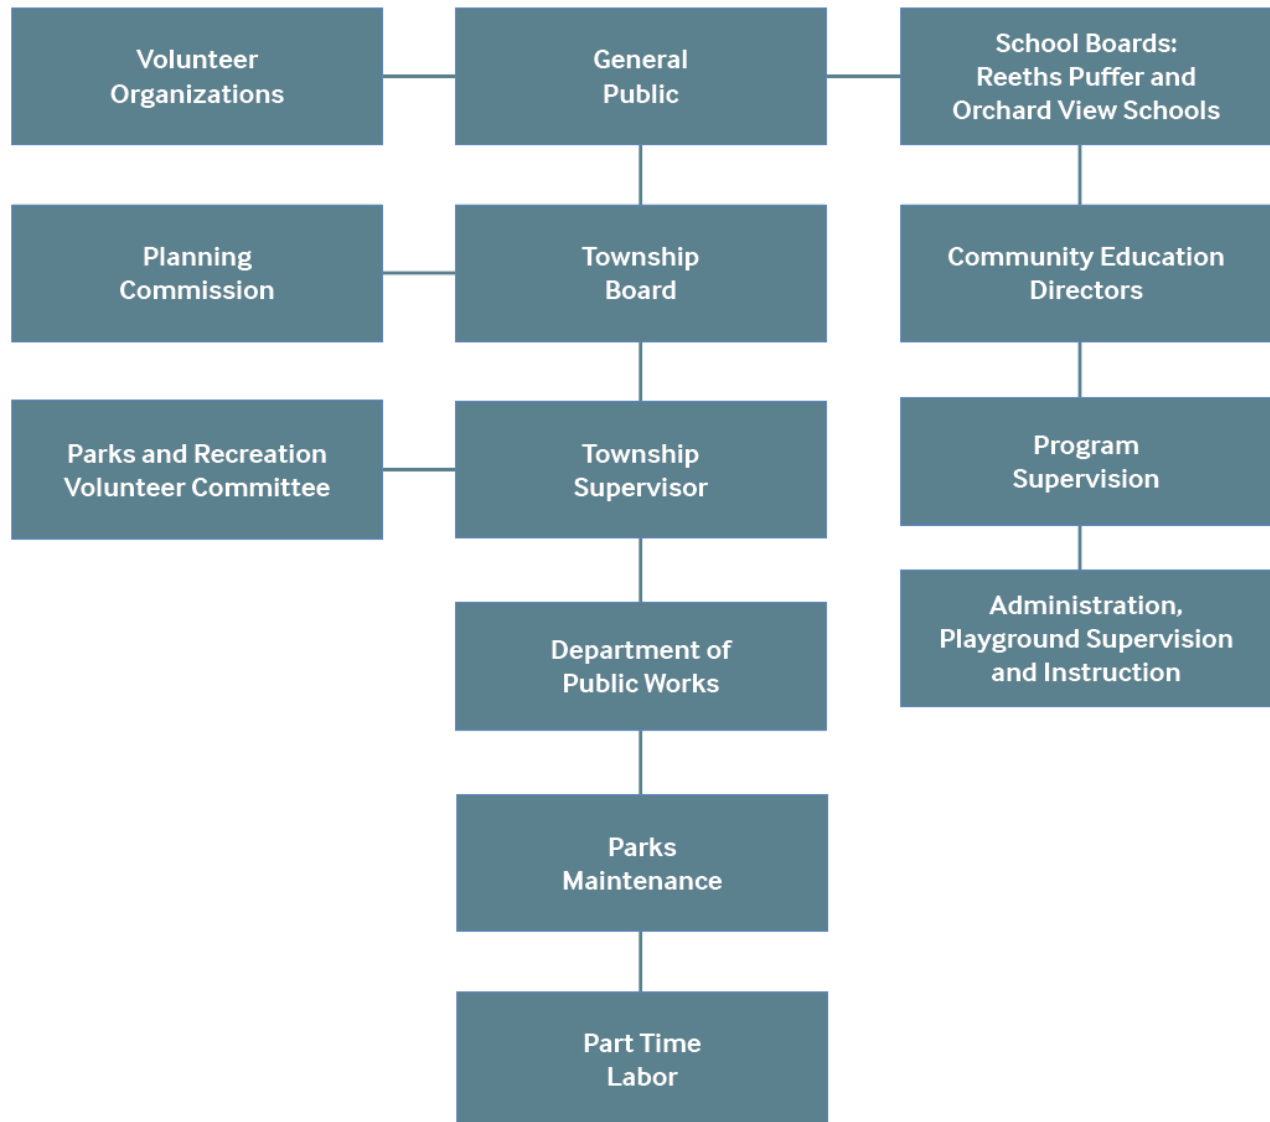 Volunteer
Organizations
General
Public
School Boards:
Reeths Puffer and
Orchard View Schools
Planning
Commission
Township
Board
Community Education
Directors
Parks and Recreation
Volunteer Committee
Township
Supervisor
Program
Supervision
Department of
Public Works
Administration,
Playground Supervision
and Instruction
Parks
Maintenance
Part Time
Labor